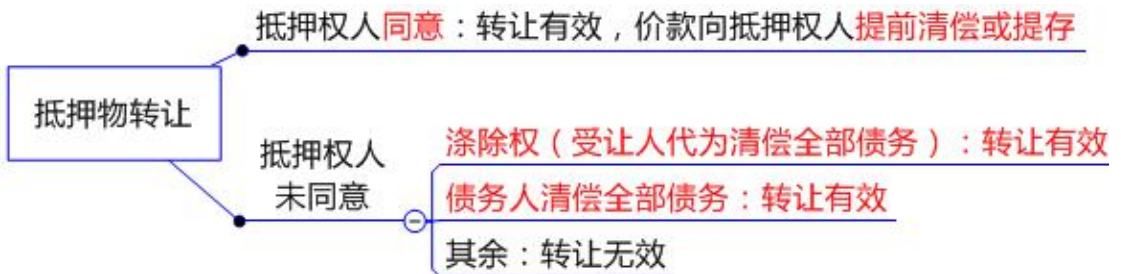 抵押权人同意：转让有效，价款向抵押权人提前清偿或提存
抵押物转让
抵押权人
未同意
涤除权（受让人代为清偿全部债务）：转让有效
债务人清偿全部债务：转让有效
其余：转让无效